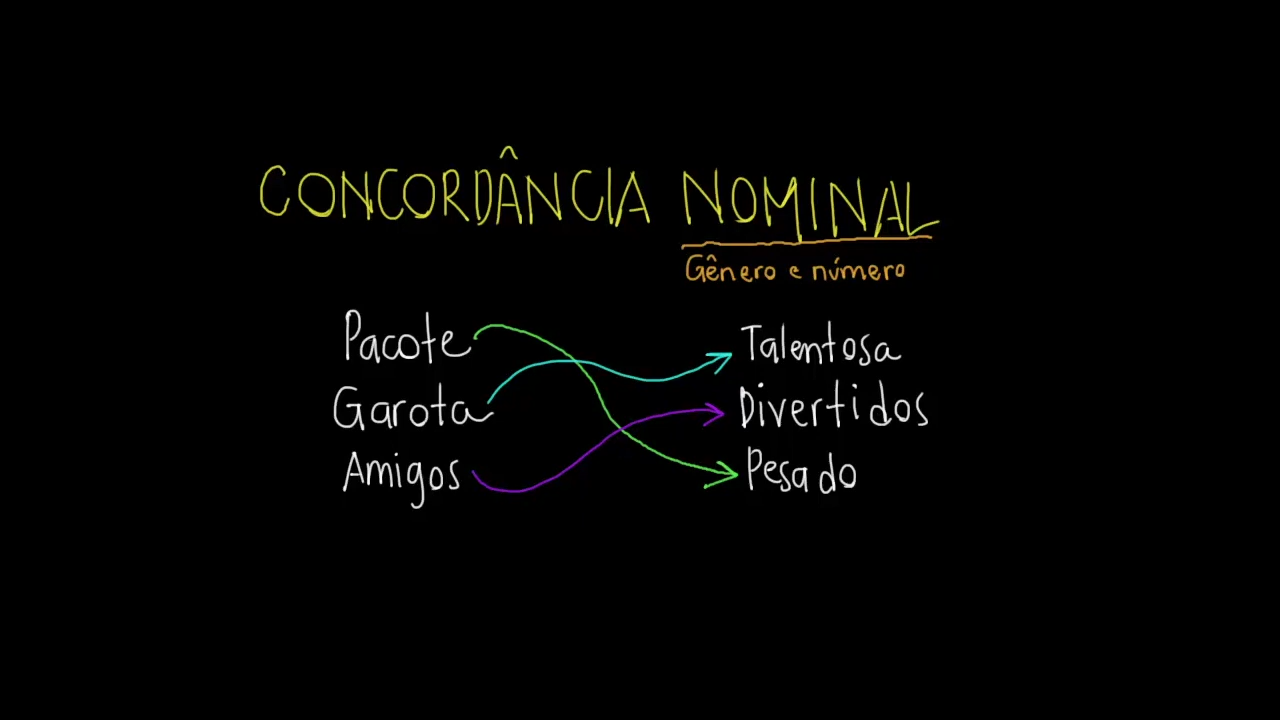 CONCORDÂNCIA NOMINAL
Gênero e número
Pacote Talentosa
Garota Divertidos
Amigos Pesado